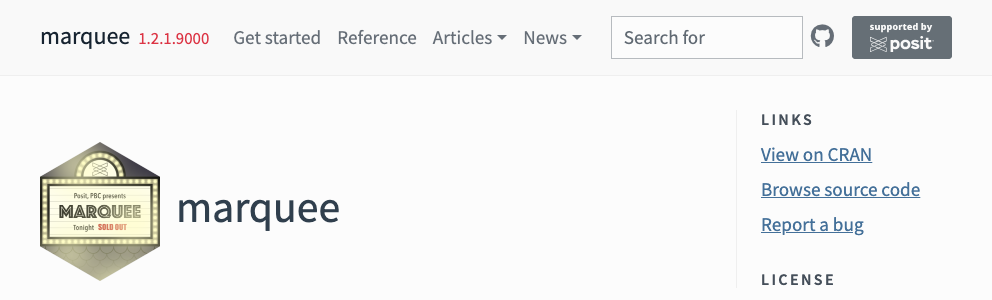 marquee 1.2.1.9000 Get started Reference Articles News Search for supported by posit
LINKS
View on CRAN
Browse source code
Report a bug
LICENSE
Posit, PBC presents
MARQUEE
Tonight SOLD OUT
marquee